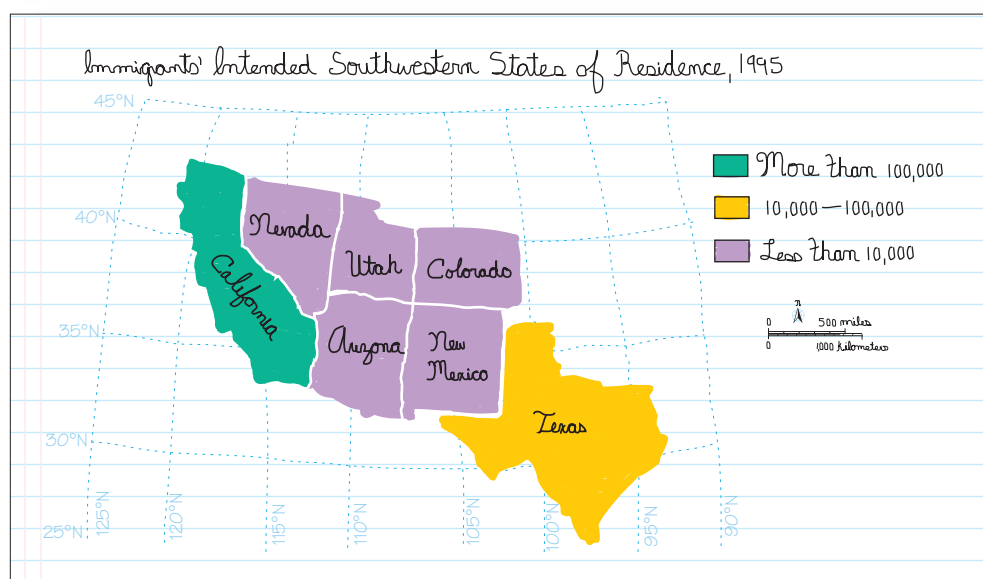 Immigrants' Intended Southwestern States of Residence, 1995
45°N
More than 100,000
40°N
10,000—100,000
Nevada
Less than 10,000
Utah
Colorado
California
n
35°N
0 500 miles
0 1,000 kilometers
Arizona
New
Mexico
Texas
30°N
25°N
125°N
120°N
115°N
110°N
105°N
100°N
95°N
90°N